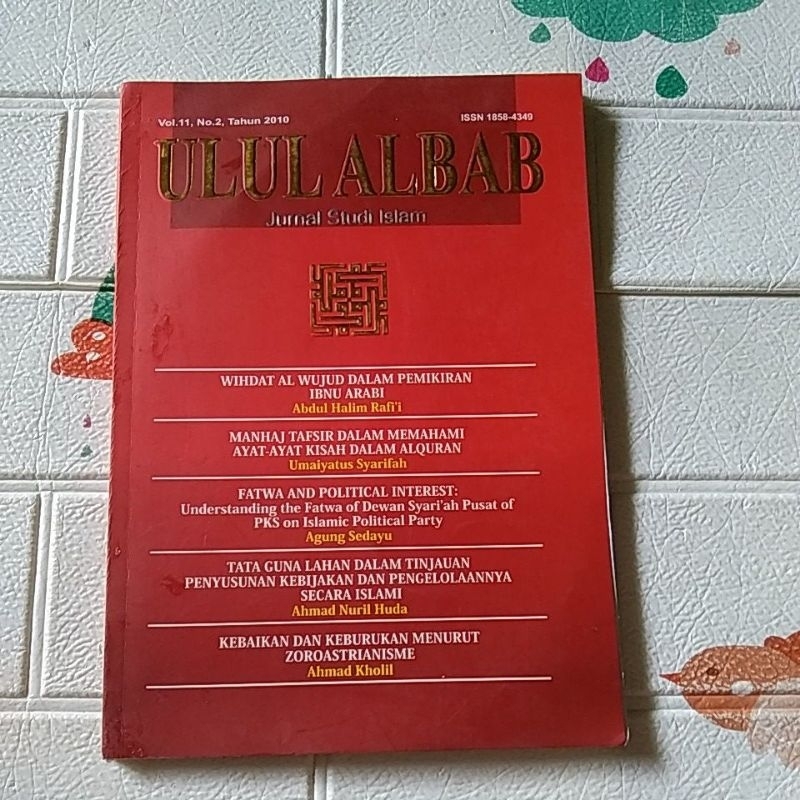 Vol.11, No.2, Tahun 2010 ISSN 1858-4349
ULUL ALBAB
Jurnal Studi Islam
WIHDAT AL WUJUD DALAM PEMIKIRAN
IBNU ARABI
Abdul Halim Rafi'i
MANHAJ TAFSIR DALAM MEMAHAMI
AYAT-AYAT KISAH DALAM ALQURAN
Umaiyatus Syarifah
FATWA AND POLITICAL INTEREST:
Understanding the Fatwa of Dewan Syari'ah Pusat of
PKS on Islamic Political Party
Agung Sedayu
TATA GUNA LAHAN DALAM TINJAUAN
PENYUSUNAN KEBIJAKAN DAN PENGELOLAANNYA
SECARA ISLAMI
Ahmad Nuril Huda
KEBAIKAN DAN KEBURUKAN MENURUT
ZOROASTRIANISME
Ahmad Kholil